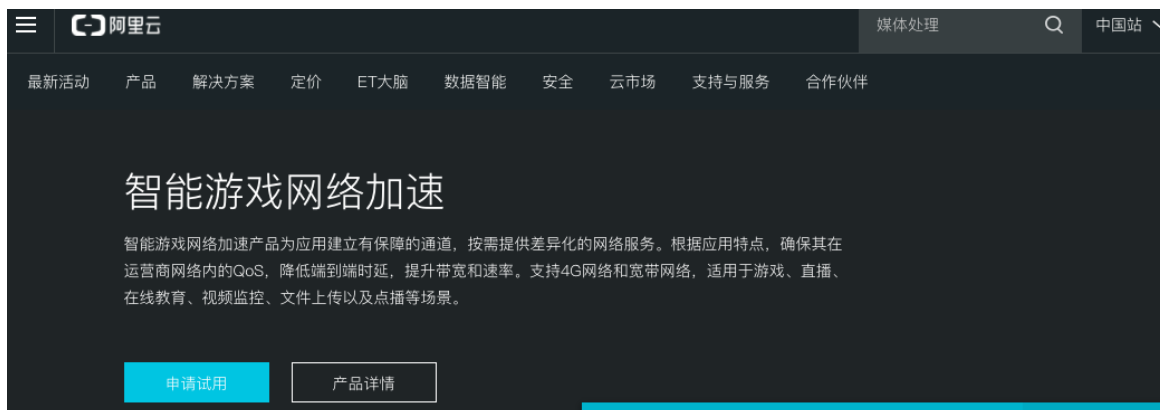 阿里云
媒体处理
中国站
最新活动 产品 解决方案 定价 ET大脑 数据智能 安全 云市场 支持与服务 合作伙伴
智能游戏网络加速
智能游戏网络加速产品为应用建立有保障的通道，按需提供差异化的网络服务。根据应用特点，确保其在
运营商网络内的QoS，降低端到端时延，提升带宽和速率。支持4G网络和宽带网络，适用于游戏、直播、
在线教育、视频监控、文件上传以及点播等场景。
申请试用
产品详情